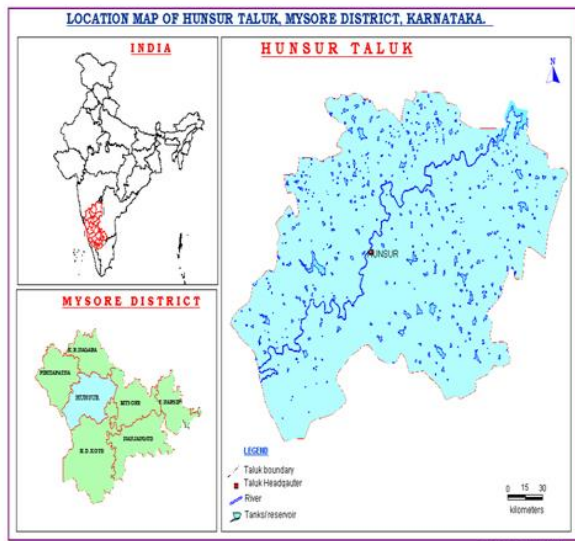 LOCATION MAP OF HUNSUR TALUK, MYSORE DISTRICT, KARNATAKA.
INDIA
HUNSUR TALUK
N
HUNSUR
MYSORE DISTRICT
K.R.NAGARA
HUNSUR
MYSORE
NANJANGUD
H.D.KOTE
LEGEND
Taluk boundary
Taluk Headqauter
River
Tanks/reservoir
0 15 30
kilometers